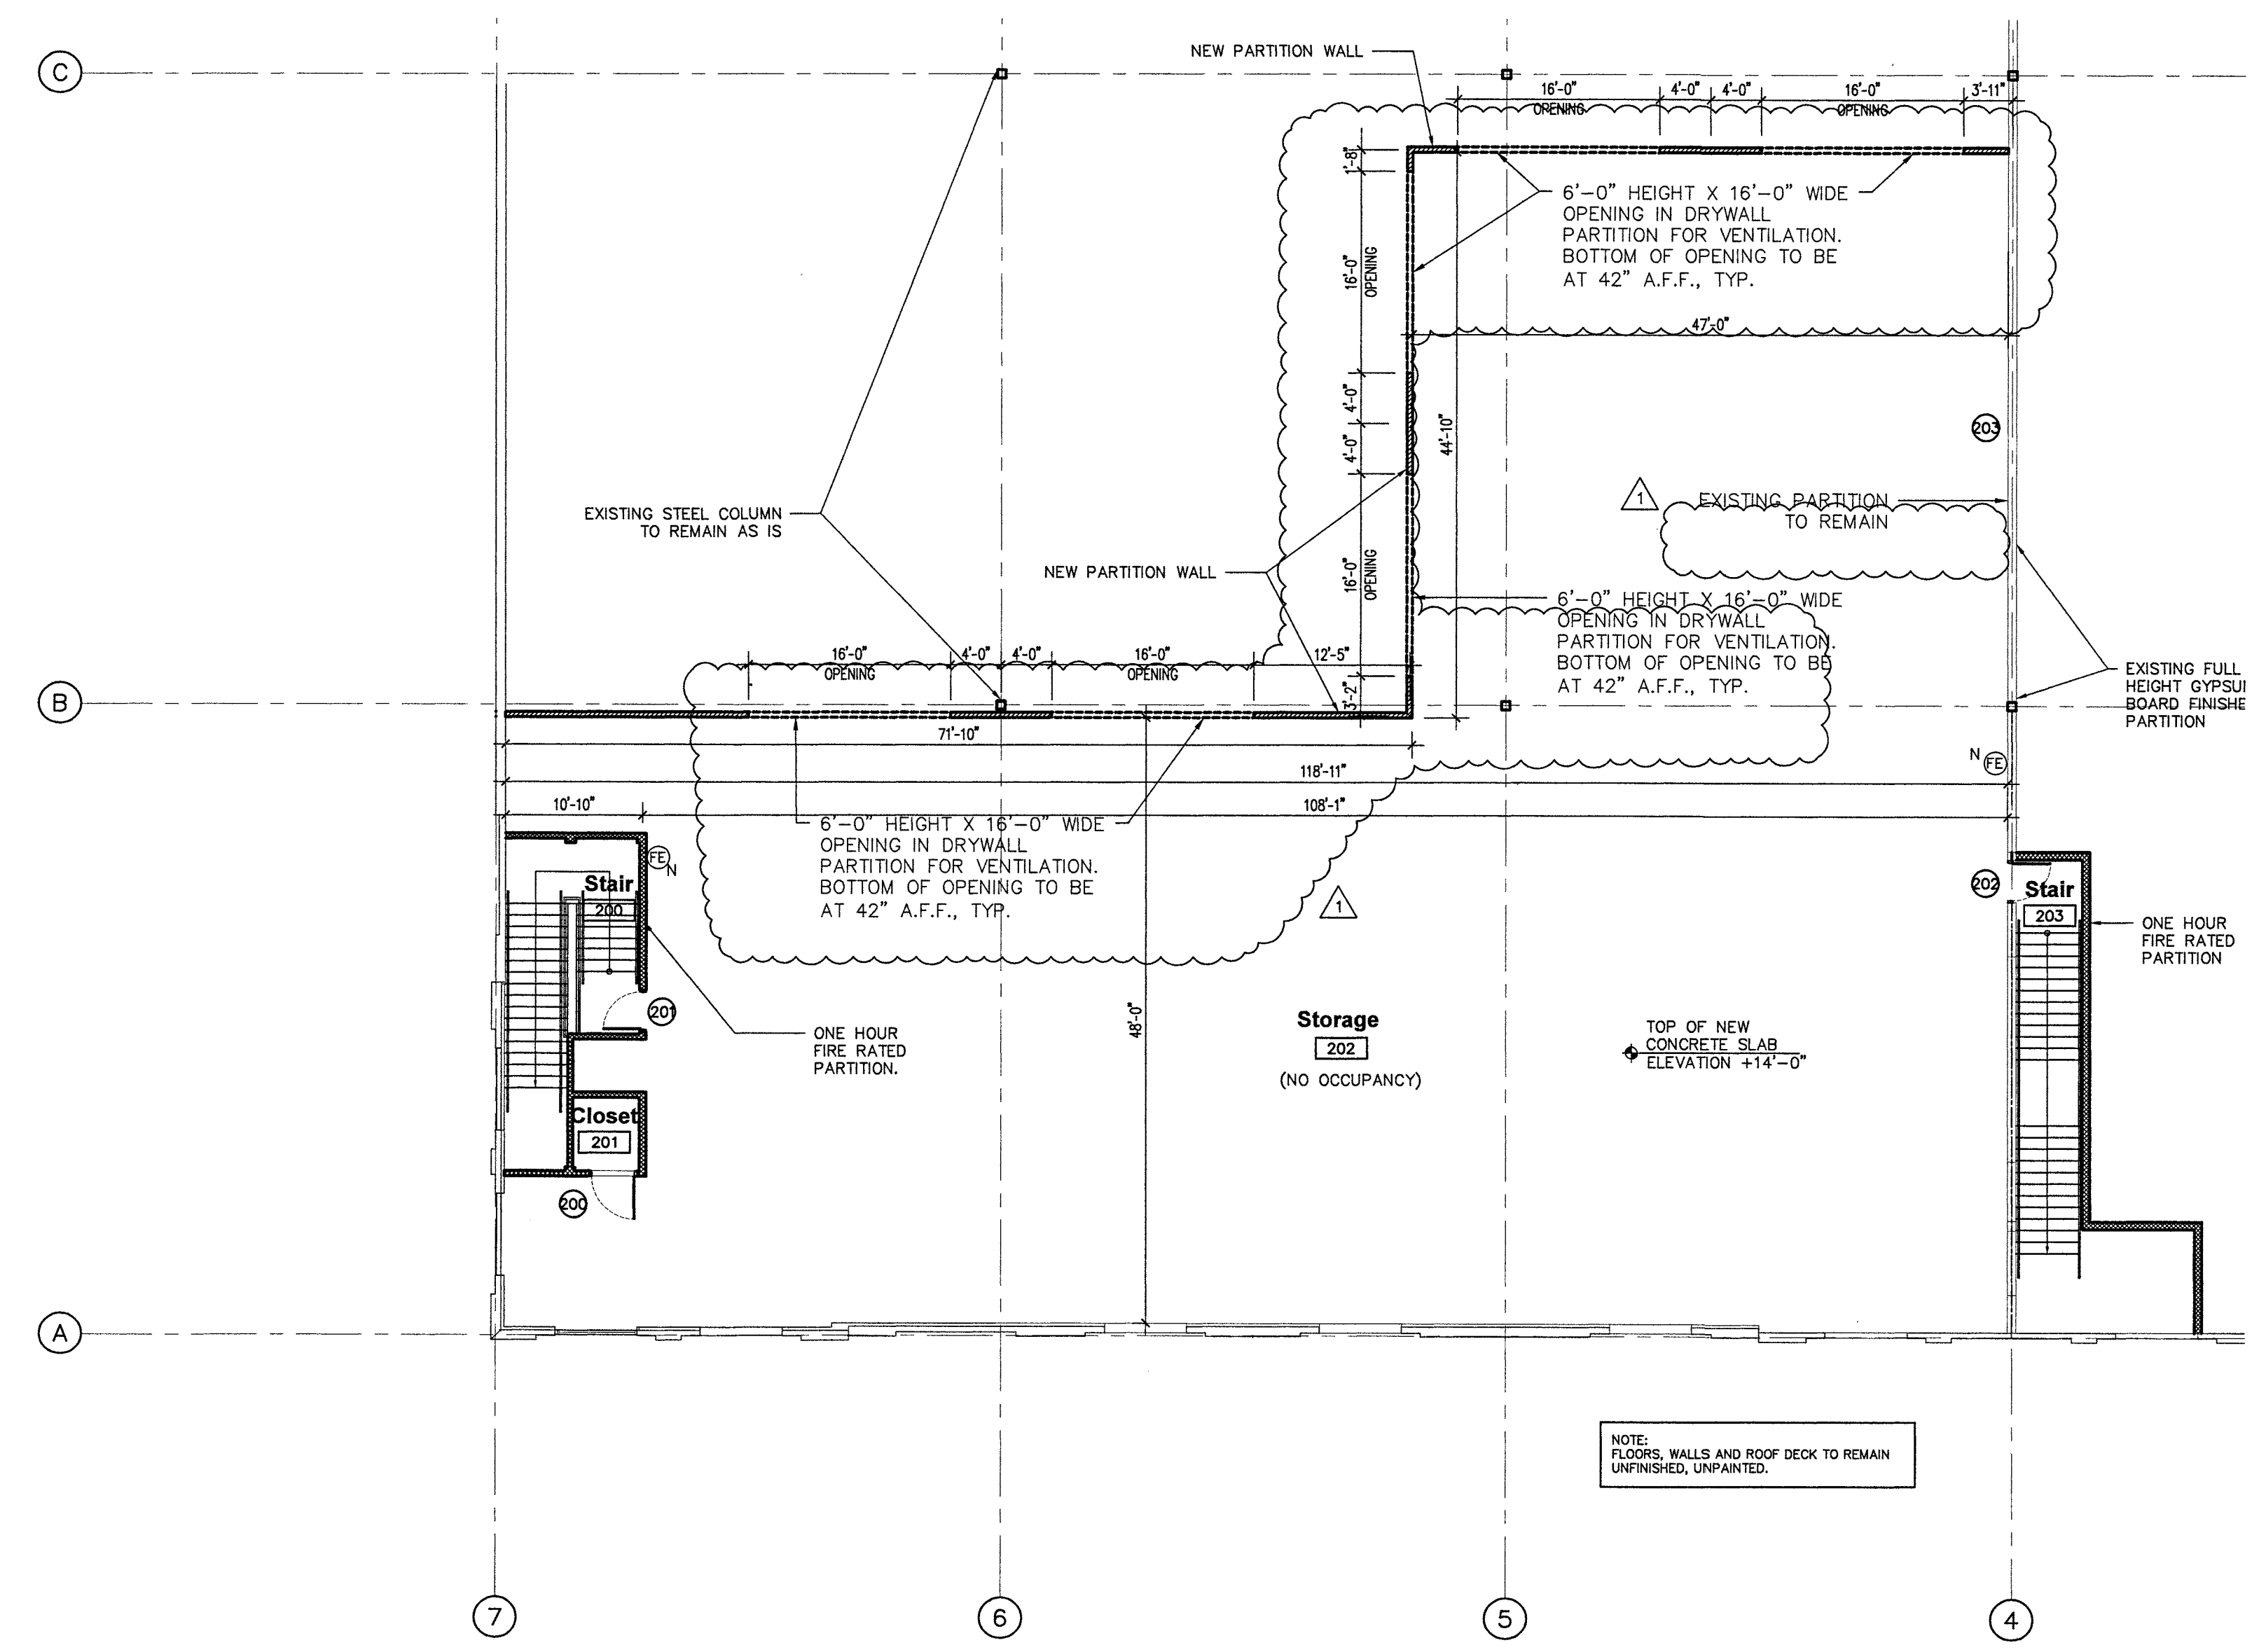 NEW PARTITION WALL
C
16'-0"
OPENING
4'-0"
4'-0"
16'-0"
OPENING
3'-11"
1'-8"
6'-0" HEIGHT X 16'-0" WIDE
OPENING IN DRYWALL
PARTITION FOR VENTILATION.
BOTTOM OF OPENING TO BE
AT 42" A.F.F., TYP.
16'-0"
OPENING
47'-0"
4'-0"
4'-0"
44'-10"
203
1
EXISTING PARTITION
TO REMAIN
EXISTING STEEL COLUMN
TO REMAIN AS IS
NEW PARTITION WALL
16'-0"
OPENING
6'-0" HEIGHT X 16'-0" WIDE
OPENING IN DRYWALL
PARTITION FOR VENTILATION.
BOTTOM OF OPENING TO BE
AT 42" A.F.F., TYP.
16'-0"
OPENING
4'-0"
4'-0"
16'-0"
OPENING
12'-5"
3'-2"
EXISTING FULL
HEIGHT GYPSU
BOARD FINISHE
PARTITION
B
71'-10"
N
FE
118'-11"
10'-10"
108'-1"
6'-0" HEIGHT X 16'-0" WIDE
OPENING IN DRYWALL
PARTITION FOR VENTILATION.
BOTTOM OF OPENING TO BE
AT 42" A.F.F., TYP.
FE
N
Stair
200
1
202
Stair
203
ONE HOUR
FIRE RATED
PARTITION
201
ONE HOUR
FIRE RATED
PARTITION.
48'-0"
Storage
202
(NO OCCUPANCY)
TOP OF NEW
CONCRETE SLAB
ELEVATION +14'-0"
Closet
201
200
A
NOTE:
FLOORS, WALLS AND ROOF DECK TO REMAIN
UNFINISHED, UNPAINTED.
7
6
5
4